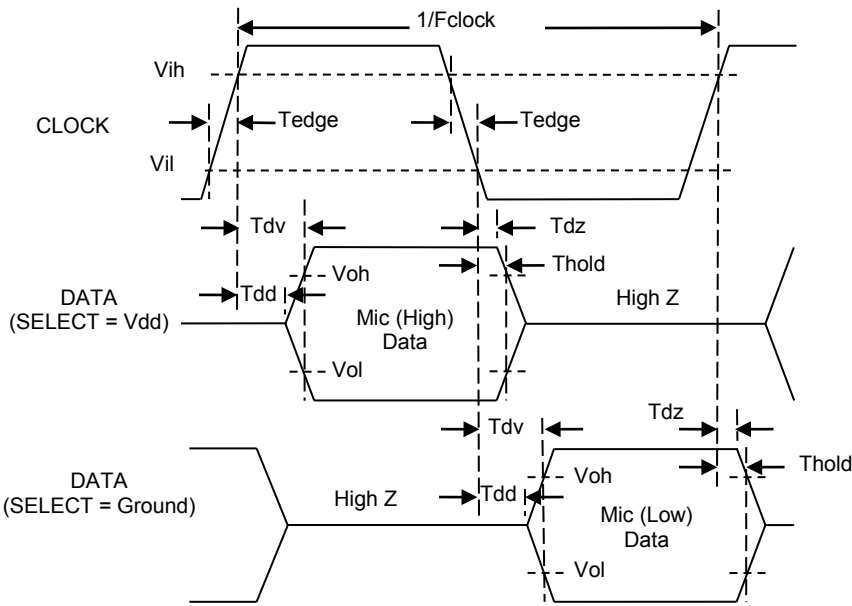 1/Fclock
Vih
CLOCK
Tedge
Tedge
Vil
Tdv
Tdz
Voh
Thold
DATA
(SELECT = Vdd)
Tdd
Mic (High)
Data
High Z
Vol
Tdv
Tdz
DATA
(SELECT = Ground)
High Z
Tdd
Voh
Thold
Mic (Low)
Data
Vol